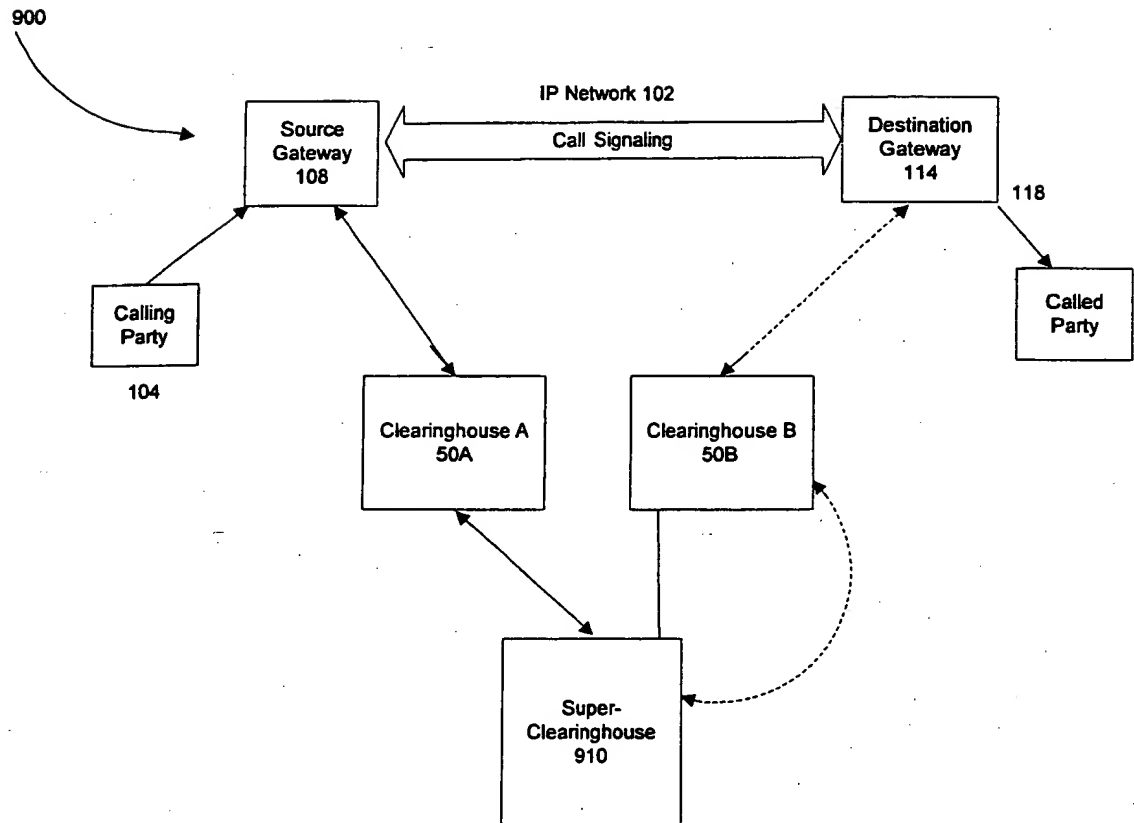 900
IP Network 102
Source
Gateway
108
Call Signaling
Destination
Gateway
114
118
Calling
Party
104
Called
Party
Clearinghouse A
50A
Clearinghouse B
50B
Super-
Clearinghouse
910